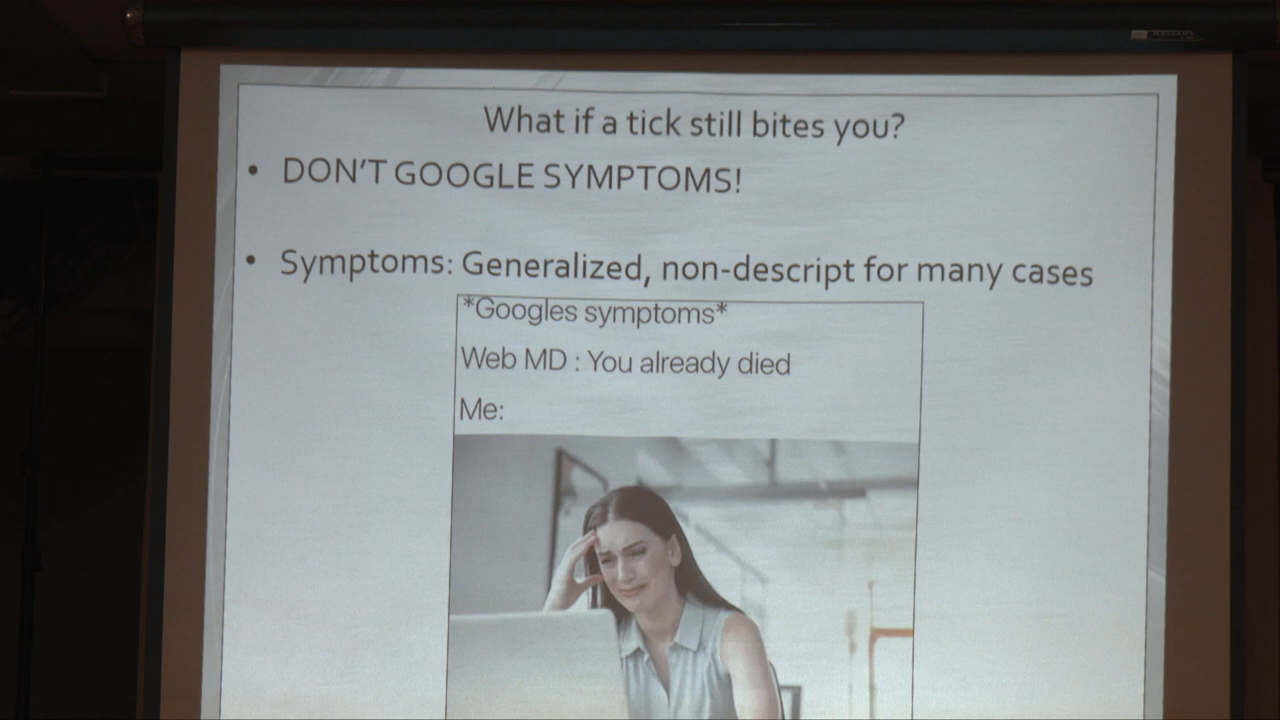 What if a tick still bites you?
• DON'T GOOGLE SYMPTOMS!
• Symptoms: Generalized, non-descript for many cases
*Googles symptoms*
Web MD : You already died
Me: